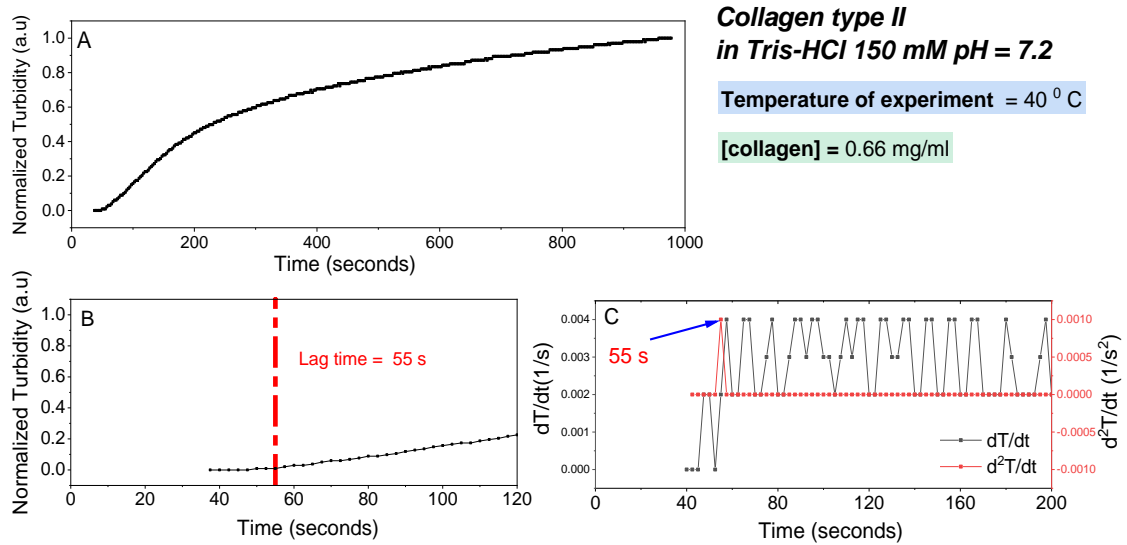 Collagen type II
in Tris-HCl 150 mM pH = 7.2
Temperature of experiment = 40 ⁰ C
[collagen] = 0.66 mg/ml
A
Normalized Turbidity (a.u)
1.0
0.8
0.6
0.4
0.2
0.0
0 200 400 600 800 1000
Time (seconds)
B
Normalized Turbidity (a.u)
1.0
0.8
0.6
0.4
0.2
0.0
Lag time = 55 s
0 20 40 60 80 100 120
Time (seconds)
C
dT/dt(1/s)
0.004
0.003
0.002
0.001
0.000
55 s
dT/dt
d²T/dt
0.0010
0.0005
0.0000
-0.0005
-0.0010
d²T/dt (1/s²)
0 40 80 120 160 200
Time (seconds)